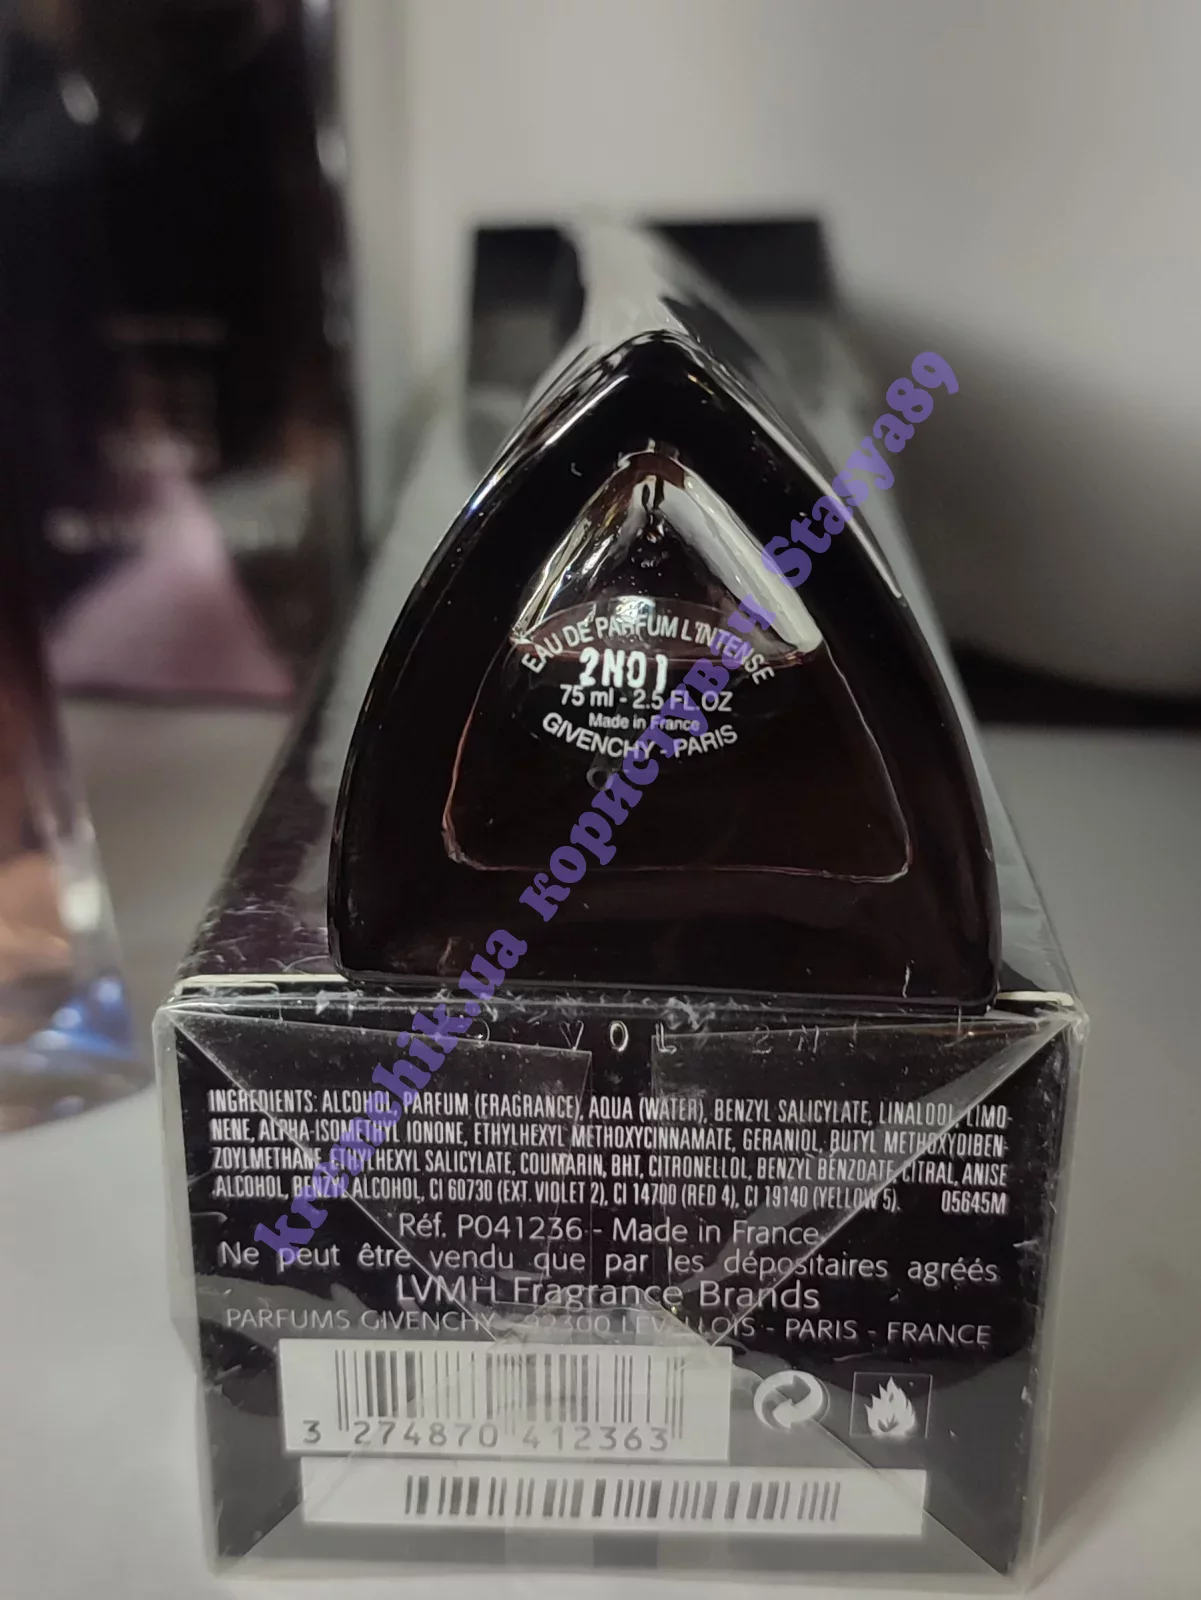 EAU DE PARFUM L'INTENSE
2N01
75 ml - 2.5 FL.OZ
Made in France
GIVENCHY - PARIS
kremchik.ua користувач Stasya89
INGREDIENTS: ALCOHOL, PARFUM (FRAGRANCE), AQUA (WATER), BENZYL SALICYLATE, LINALOOL, LIMO-
NENE, ALPHA-ISOMETHYL IONONE, ETHYLHEXYL METHOXYCINNAMATE, GERANIOL, BUTYL METHOXYDIBEN-
ZOYLMETHANE, ETHYLHEXYL SALICYLATE, COUMARIN, BHT, CITRONELLOL, BENZYL BENZOATE, CITRAL, ANISE
ALCOHOL, BENZYL ALCOHOL, CI 60730 (EXT. VIOLET 2), CI 14700 (RED 4), CI 19140 (YELLOW 5). 05645M
Réf. P041236 - Made in France
Ne peut être vendu que par les dépositaires agréés
LVMH Fragrance Brands
PARFUMS GIVENCHY - 92300 LEVALLOIS - PARIS - FRANCE
3 274870 412363